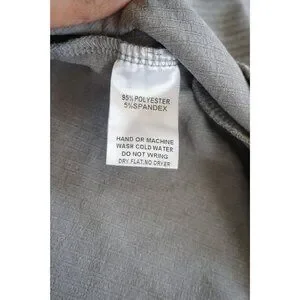 95% POLYESTER
5%SPANDEX
HAND OR MACHINE
WASH COLD WATER
DO NOT WRING
DRY FLAT.NO DRYER